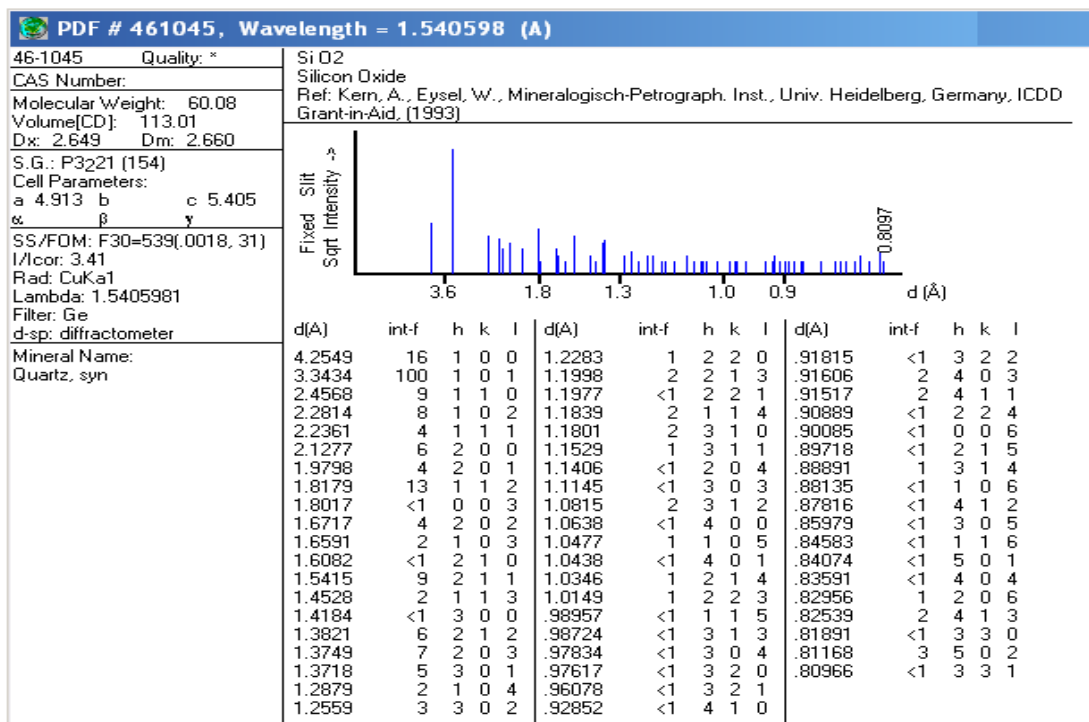 PDF # 461045, Wavelength = 1.540598 (A)
46-1045 Quality: *
CAS Number:
Molecular Weight: 60.08
Volume[CD]: 113.01
Dx: 2.649 Dm: 2.660
S.G.: P3221 (154)
Cell Parameters:
a 4.913 b c 5.405
α β γ
SS/FOM: F30=539(.0018, 31)
I/Icor: 3.41
Rad: CuKa1
Lambda: 1.5405981
Filter: Ge
d-sp: diffractometer
Mineral Name:
Quartz, syn
Si O2
Silicon Oxide
Ref: Kern, A., Eysel, W., Mineralogisch-Petrograph. Inst., Univ. Heidelberg, Germany, ICDD
Grant-in-Aid, (1993)
Fixed Slit
Sqrt Intensity ->
0.8097
3.6 1.8 1.3 1.0 0.9 d (Å)
d(A) int-f h k l d(A) int-f h k l d(A) int-f h k l
4.2549 16 1 0 0 1.2283 1 2 2 0 .91815 <1 3 2 2
3.3434 100 1 0 1 1.1998 2 2 1 3 .91606 2 4 0 3
2.4568 9 1 1 0 1.1977 <1 2 2 1 .91517 2 4 1 1
2.2814 8 1 0 2 1.1839 2 1 1 4 .90889 <1 2 2 4
2.2361 4 1 1 1 1.1801 2 3 1 0 .90085 <1 0 0 6
2.1277 6 2 0 0 1.1529 1 3 1 1 .89718 <1 2 1 5
1.9798 4 2 0 1 1.1406 <1 2 0 4 .88891 1 3 1 4
1.8179 13 1 1 2 1.1145 <1 3 0 3 .88135 <1 1 0 6
1.8017 <1 0 0 3 1.0815 2 3 1 2 .87816 <1 4 1 2
1.6717 4 2 0 2 1.0638 <1 4 0 0 .85979 <1 3 0 5
1.6591 2 1 0 3 1.0477 1 1 0 5 .84583 <1 1 1 6
1.6082 <1 2 1 0 1.0438 <1 4 0 1 .84074 <1 5 0 1
1.5415 9 2 1 1 1.0346 1 2 1 4 .83591 <1 4 0 4
1.4528 2 1 1 3 1.0149 1 2 2 3 .82956 1 2 0 6
1.4184 <1 3 0 0 .98957 <1 1 1 5 .82539 2 4 1 3
1.3821 6 2 1 2 .98724 <1 3 1 3 .81891 <1 3 3 0
1.3749 7 2 0 3 .97834 <1 3 0 4 .81168 3 5 0 2
1.3718 5 3 0 1 .97617 <1 3 2 0 .80966 <1 3 3 1
1.2879 2 1 0 4 .96078 <1 3 2 1
1.2559 3 3 0 2 .92852 <1 4 1 0